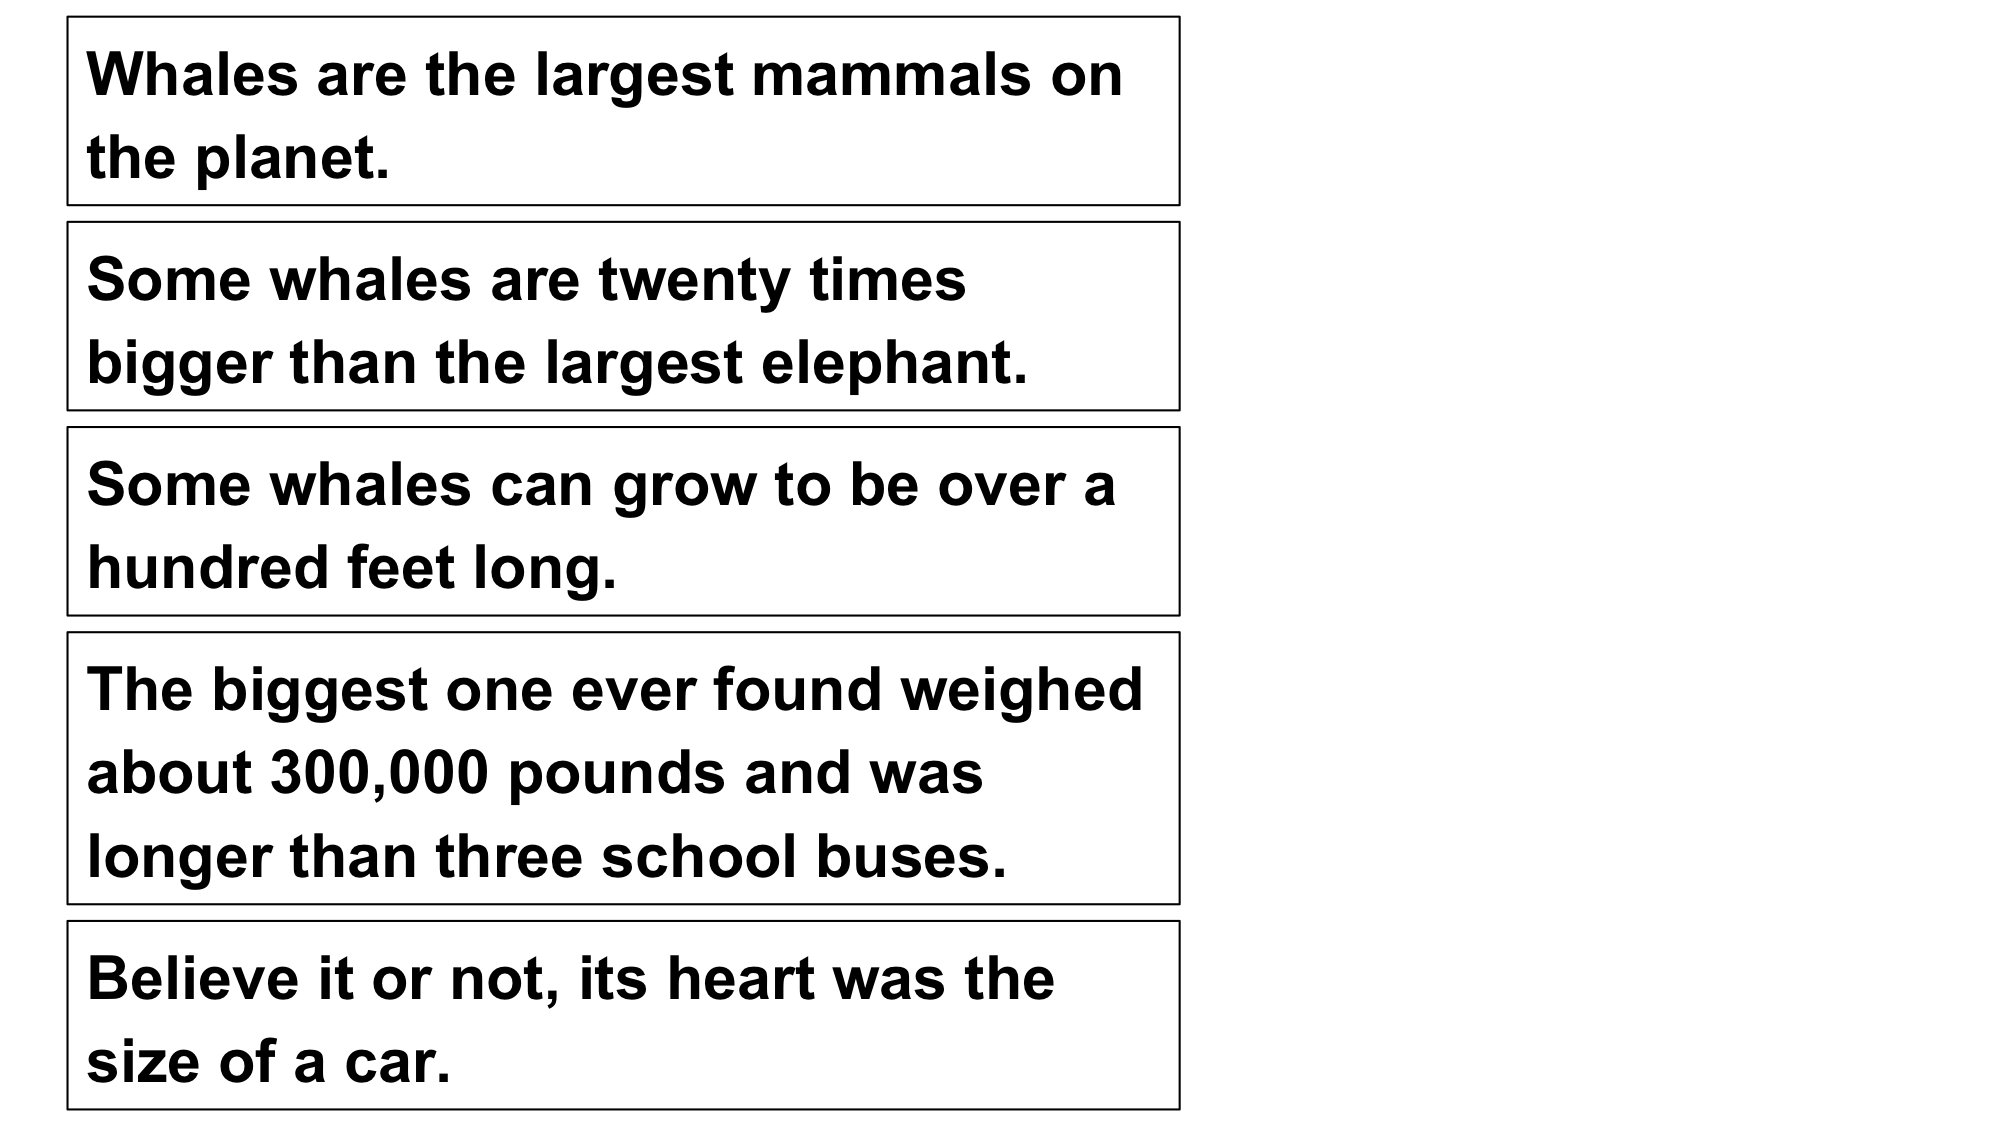 Whales are the largest mammals on
the planet.
Some whales are twenty times
bigger than the largest elephant.
Some whales can grow to be over a
hundred feet long.
The biggest one ever found weighed
about 300,000 pounds and was
longer than three school buses.
Believe it or not, its heart was the
size of a car.